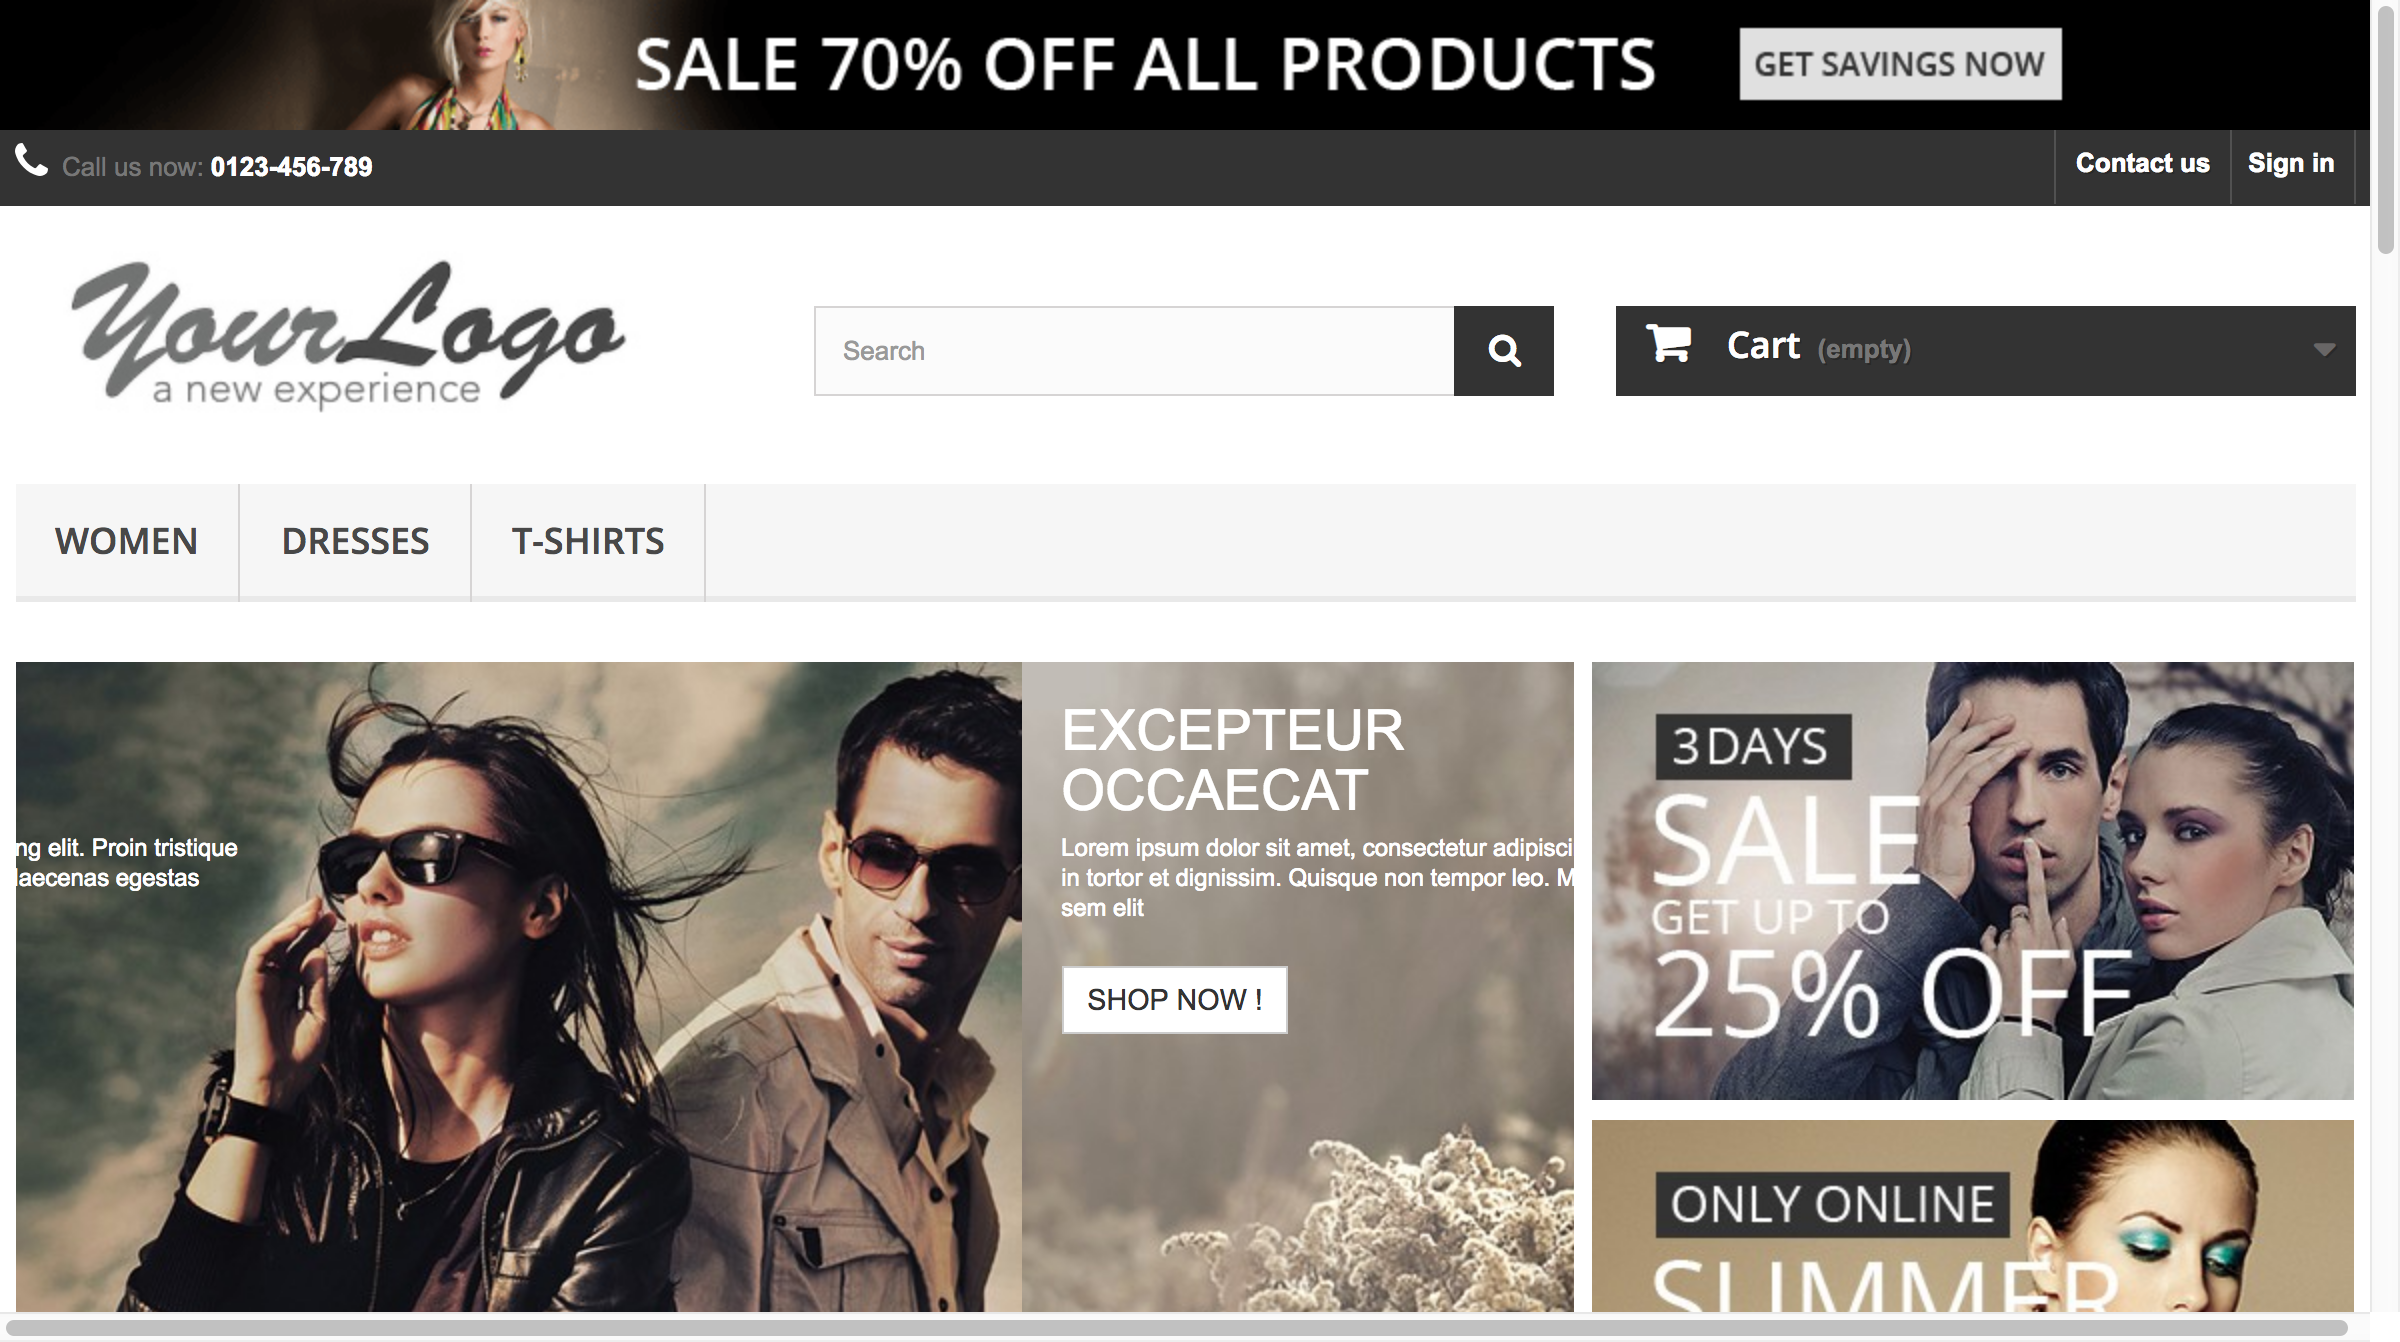 SALE 70% OFF ALL PRODUCTS
GET SAVINGS NOW
Call us now: 0123-456-789
Contact us
Sign in
YourLogo
a new experience
Search
Cart (empty)
WOMEN
DRESSES
T-SHIRTS
ng elit. Proin tristique
laecenas egestas
EXCEPTEUR
OCCAECAT
Lorem ipsum dolor sit amet, consectetur adipisci
in tortor et dignissim. Quisque non tempor leo. M
sem elit
SHOP NOW !
3 DAYS
SALE
GET UP TO
25% OFF
ONLY ONLINE
SUMMER